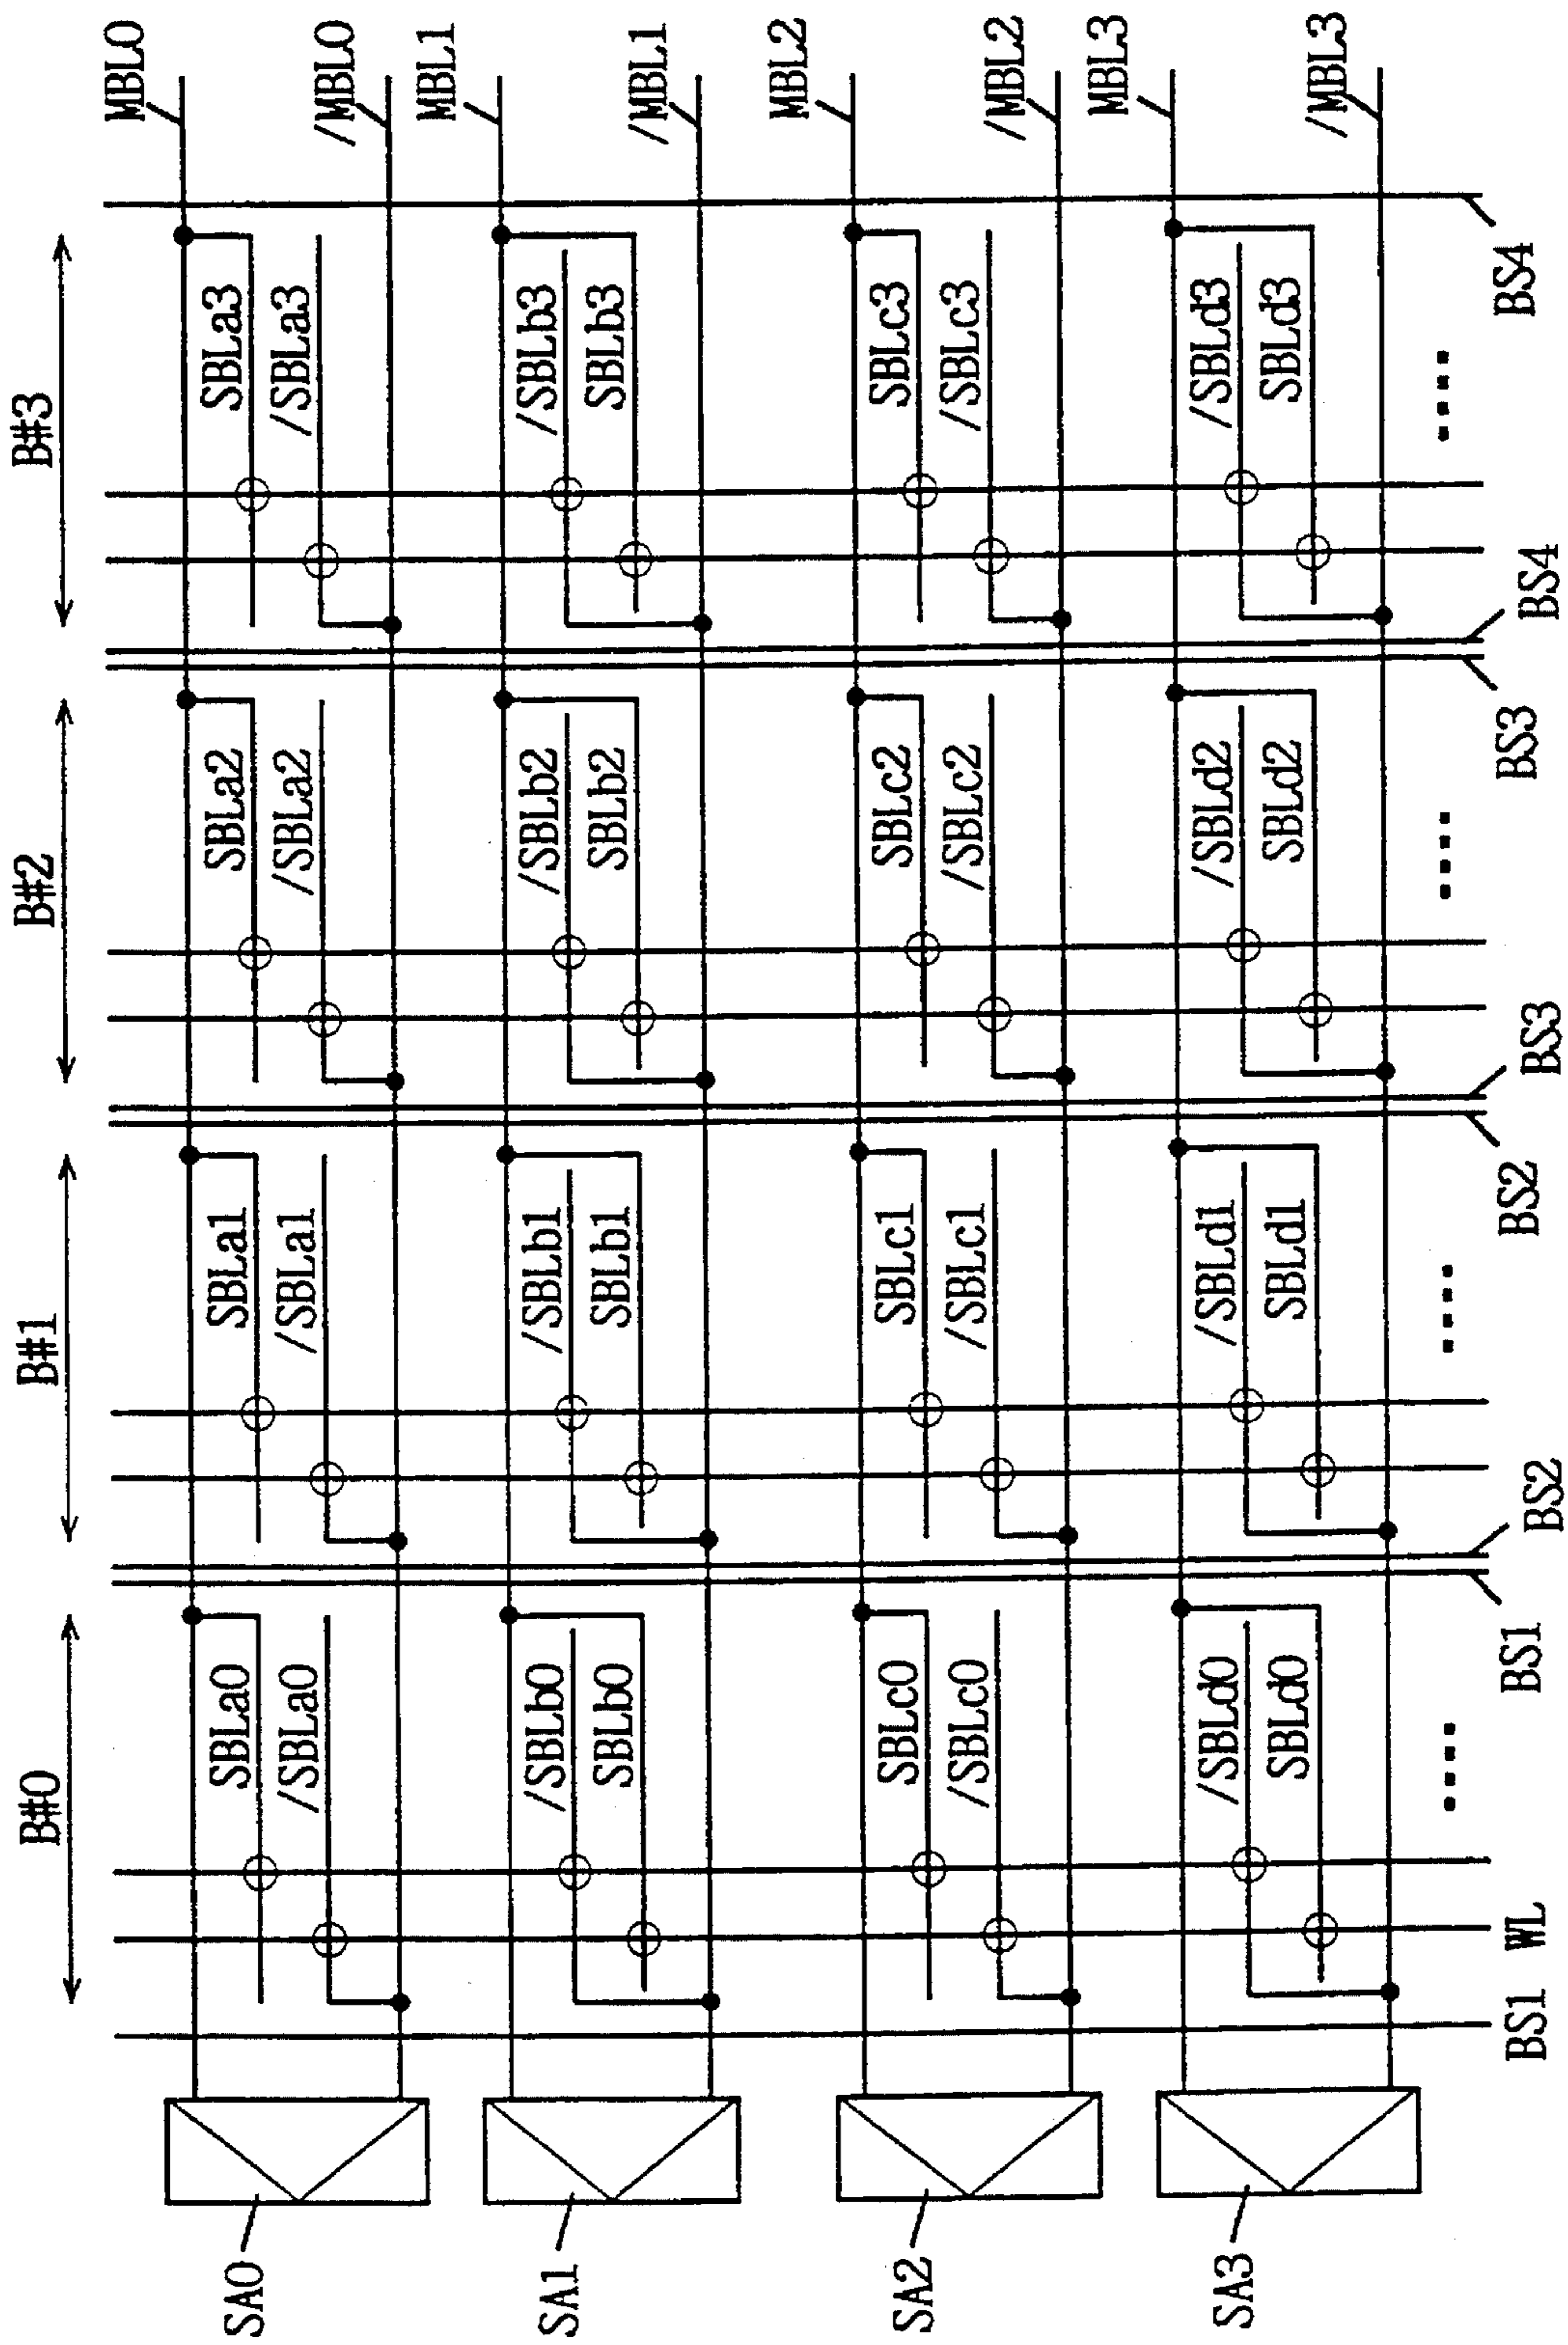 B#0
B#1
B#2
B#3
SA0
SBLa0
SBLa1
SBLa2
SBLa3
MBL0
/SBLa0
/SBLa1
/SBLa2
/SBLa3
/MBL0
SA1
/SBLb0
/SBLb1
/SBLb2
/SBLb3
MBL1
SBLb0
SBLb1
SBLb2
SBLb3
/MBL1
SA2
SBLc0
SBLc1
SBLc2
SBLc3
MBL2
/SBLc0
/SBLc1
/SBLc2
/SBLc3
/MBL2
SA3
/SBLd0
/SBLd1
/SBLd2
/SBLd3
MBL3
SBLd0
SBLd1
SBLd2
SBLd3
/MBL3
BS1
WL
BS1
BS2
BS2
BS3
BS3
BS4
BS4